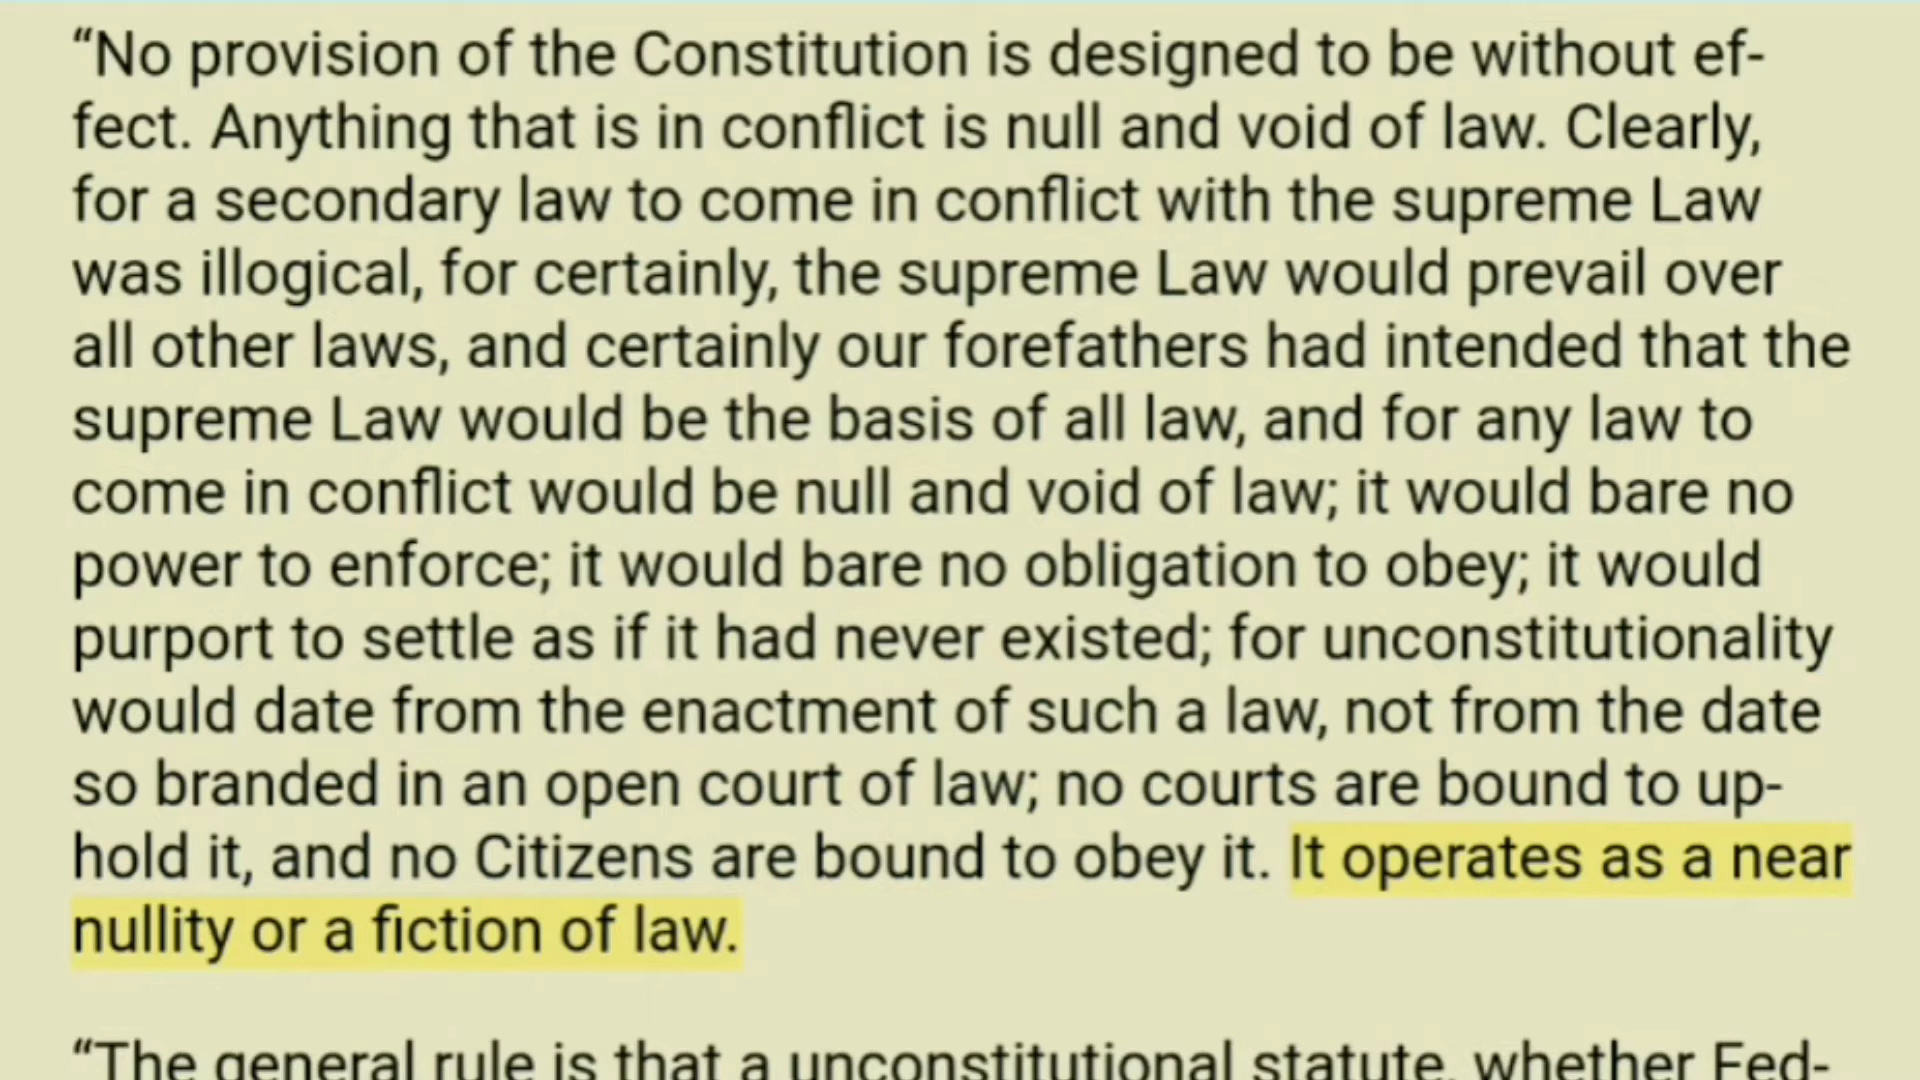 “No provision of the Constitution is designed to be without ef-
fect. Anything that is in conflict is null and void of law. Clearly,
for a secondary law to come in conflict with the supreme Law
was illogical, for certainly, the supreme Law would prevail over
all other laws, and certainly our forefathers had intended that the
supreme Law would be the basis of all law, and for any law to
come in conflict would be null and void of law; it would bare no
power to enforce; it would bare no obligation to obey; it would
purport to settle as if it had never existed; for unconstitutionality
would date from the enactment of such a law, not from the date
so branded in an open court of law; no courts are bound to up-
hold it, and no Citizens are bound to obey it. It operates as a near
nullity or a fiction of law.
“The general rule is that a unconstitutional statute, whether Fed-